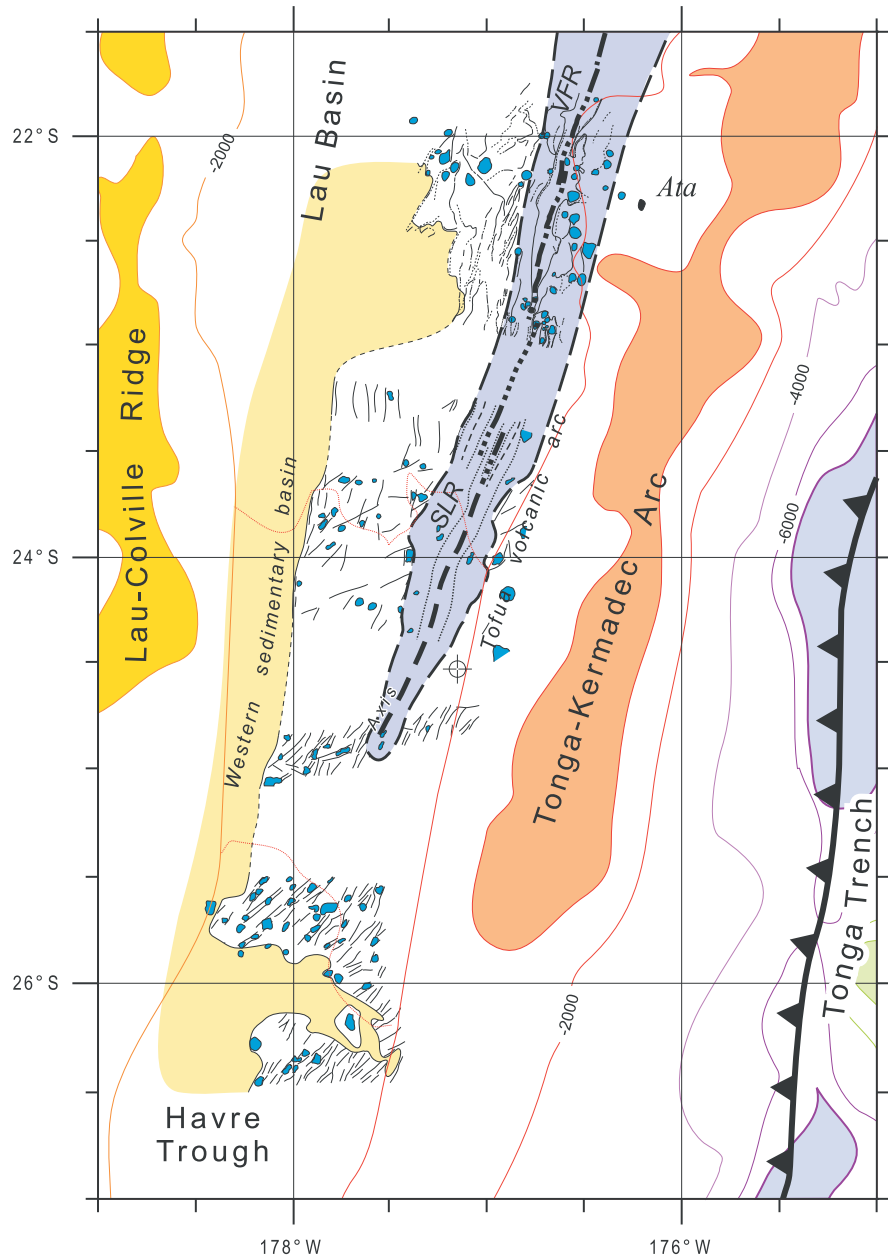 Lau Basin
VFR
-2000
22° S
Ata
Lau-Colville Ridge
-4000
-6000
Western sedimentary basin
SLR
Tofua volcanic arc
Tonga-Kermadec Arc
24° S
Axis
Tonga Trench
26° S
-2000
Havre
Trough
178° W
176° W